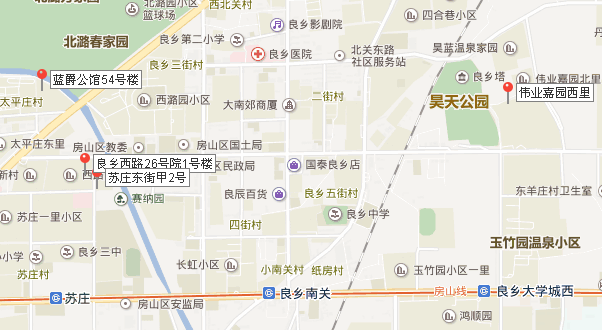 北潞园小区
篮球场
西北关村
良乡影剧院
四合巷小区
北潞春家园
良乡第二小学
良乡医院
北关东路
社区服务站
昊蓝温泉家园
良乡三街村
良乡塔
伟业嘉园北里
蓝爵公馆54号楼
太平庄村
西潞园小区
大南郊商厦
二街村
昊天公园
伟业嘉园西里
太平庄东里
房山区教委
房山区国土局
良乡西路26号院1号楼
区民政局
国泰良乡店
苏庄东街甲2号
赛纳园
良辰百货
良乡五街村
东羊庄村卫生室
苏庄一里小区
良乡中学
四街村
玉竹园温泉小区
小学
良乡三中
长虹小区
小南关村
纸房村
玉竹园小区一里
苏庄村
苏庄
良乡南关
房山线
良乡大学城西
房山区安监局
鸿顺园